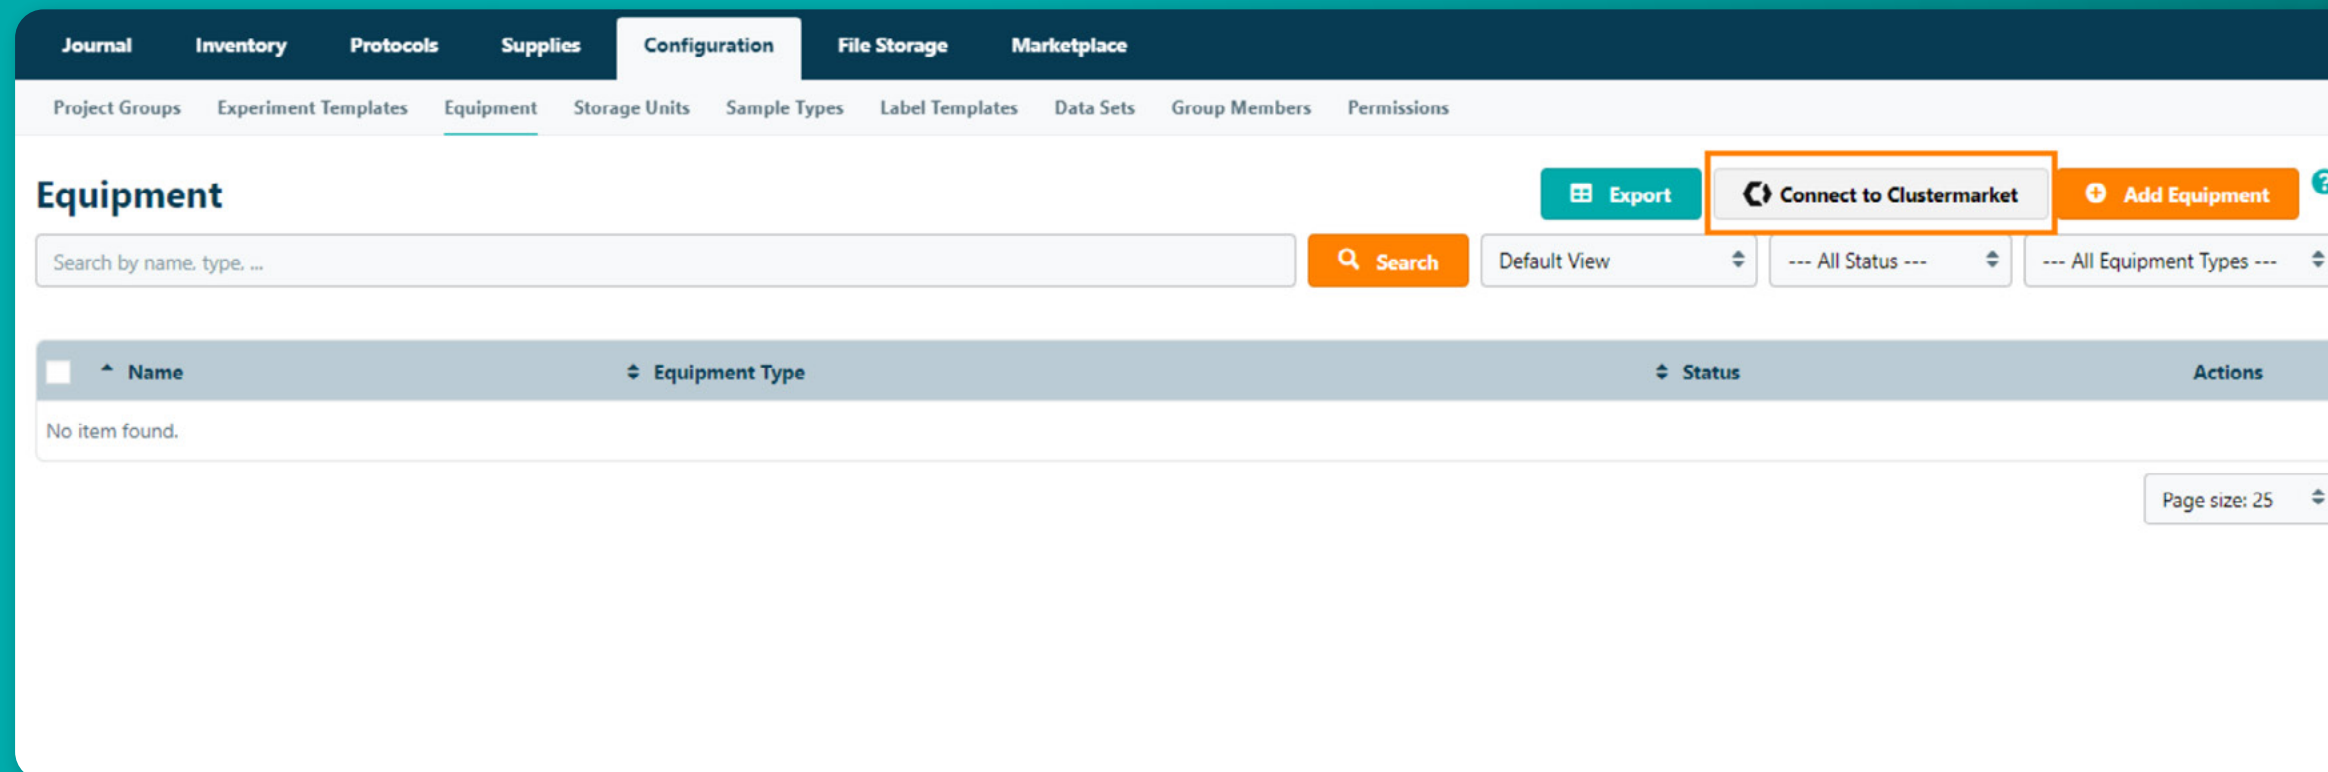 Journal Inventory Protocols Supplies Configuration File Storage Marketplace
Project Groups Experiment Templates Equipment Storage Units Sample Types Label Templates Data Sets Group Members Permissions
Equipment Export Connect to Clustermarket Add Equipment ?
Search by name, type, ... Search Default View --- All Status --- --- All Equipment Types ---
Name Equipment Type Status Actions
No item found.
Page size: 25